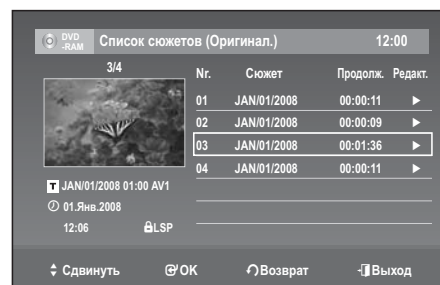 DVD -RAM Список сюжетов (Оригинал.) 12:00
3/4
Nr. Сюжет Продолж. Редакт.
01 JAN/01/2008 00:00:11 ►
02 JAN/01/2008 00:00:09 ►
03 JAN/01/2008 00:01:36 ►
04 JAN/01/2008 00:00:11 ►
T JAN/01/2008 01:00 AV1
01.Янв.2008
12:06 LSP
Сдвинуть OK Возврат Выход